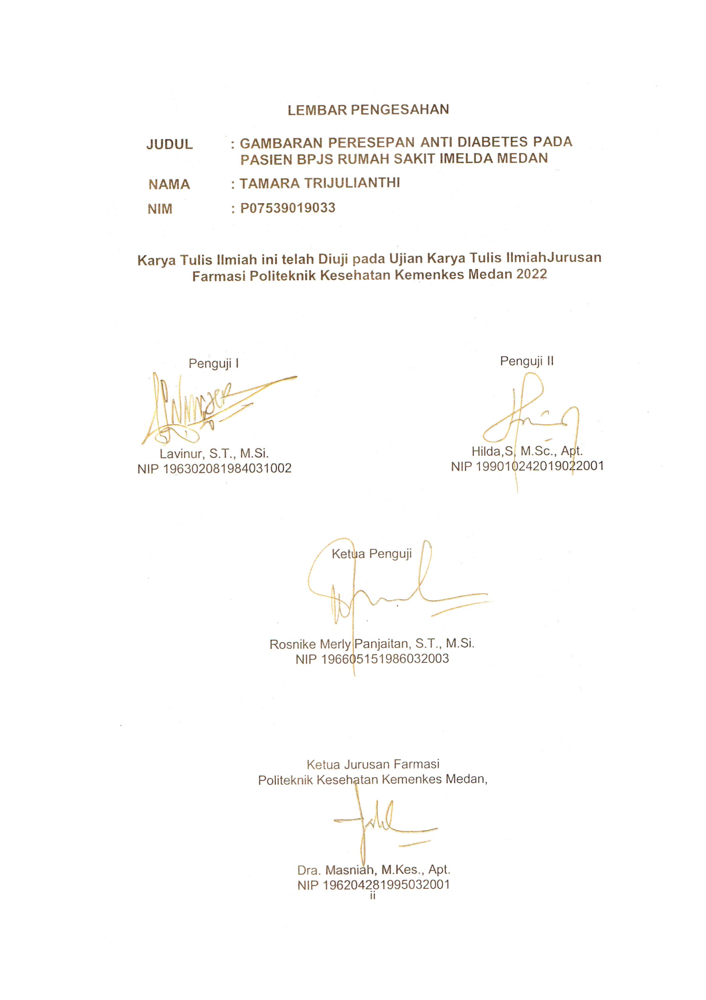 LEMBAR PENGESAHAN
JUDUL : GAMBARAN PERESEPAN ANTI DIABETES PADA
PASIEN BPJS RUMAH SAKIT IMELDA MEDAN
NAMA : TAMARA TRIJULIANTHI
NIM : P07539019033
Karya Tulis Ilmiah ini telah Diuji pada Ujian Karya Tulis IlmiahJurusan
Farmasi Politeknik Kesehatan Kemenkes Medan 2022
Penguji I
Lavinur, S.T., M.Si.
NIP 196302081984031002
Penguji II
Hilda,S, M.Sc., Apt.
NIP 199010242019022001
Ketua Penguji
Rosnike Merly Panjaitan, S.T., M.Si.
NIP 196605151986032003
Ketua Jurusan Farmasi
Politeknik Kesehatan Kemenkes Medan,
Dra. Masniah, M.Kes., Apt.
NIP 196204281995032001
ii